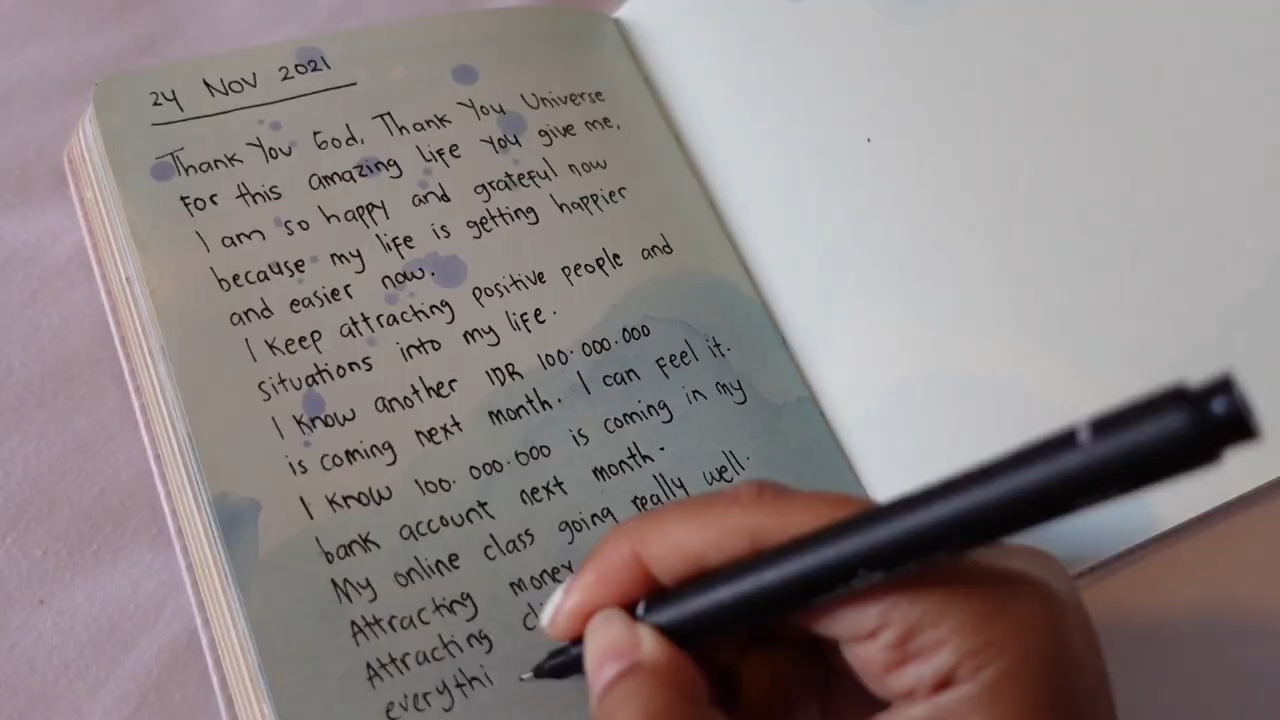 24 Nov 2021
Thank You God, Thank You Universe
For this amazing life you give me,
I am so happy and grateful now
because my life is getting happier
and easier now.
I keep attracting positive people and
situations into my life.
I know another IDR 100.000.000
is coming next month. I can feel it.
I know 100.000.000 is coming in my
bank account next month.
My online class going really well.
Attracting money
Attracting
everythi